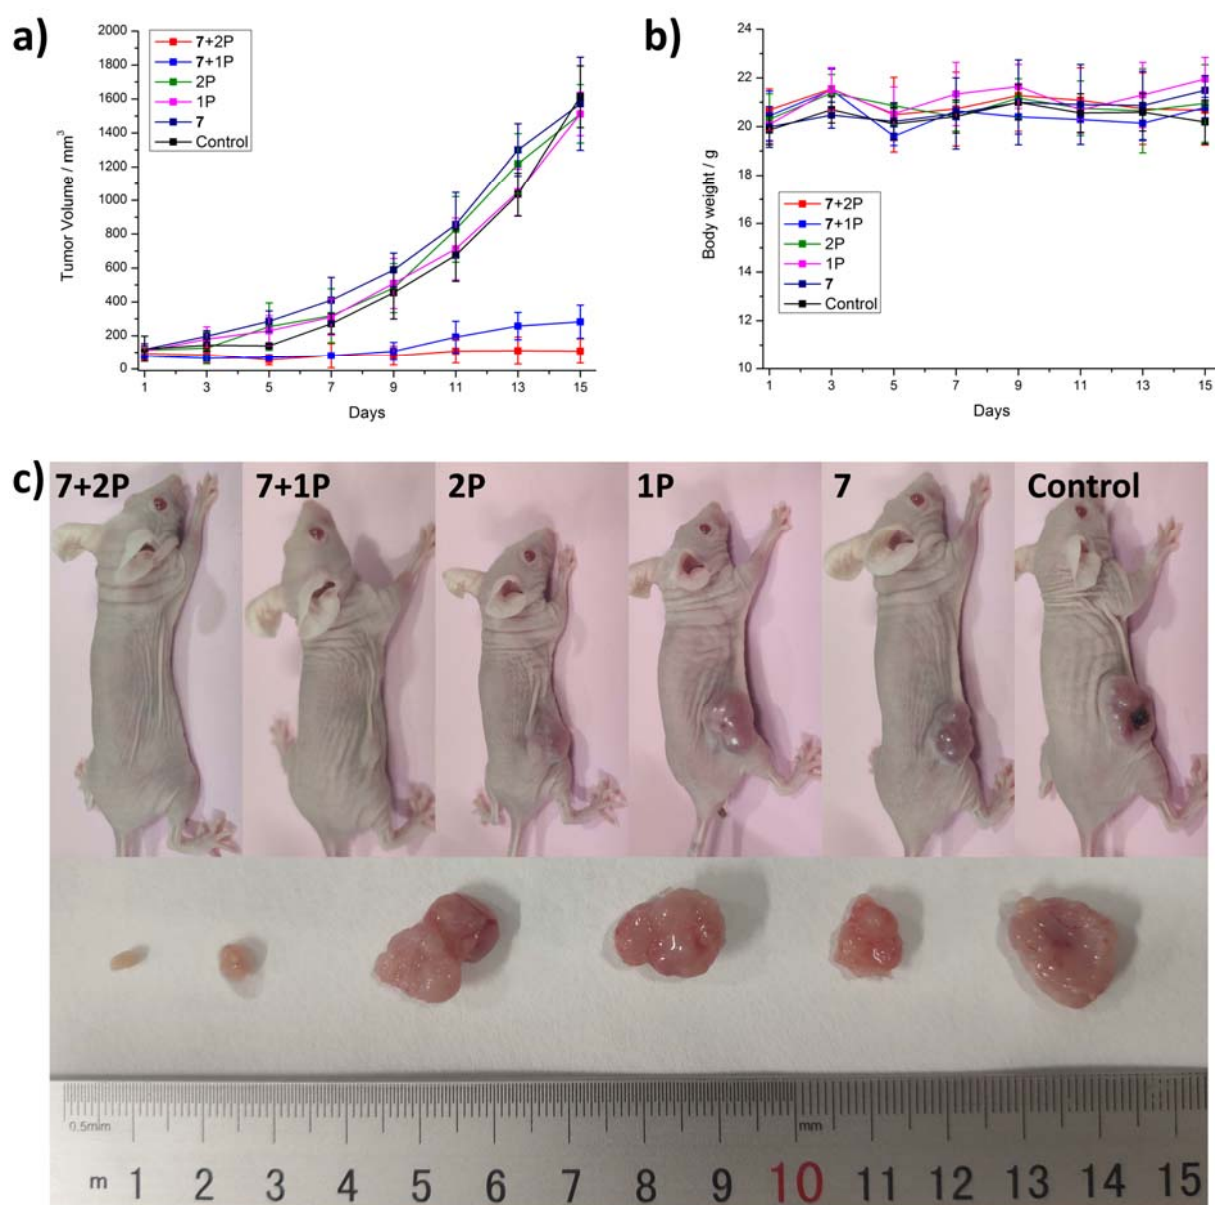 a)
2000
1800
1600
1400
1200
1000
800
600
400
200
0
Tumor Volume / mm³
7+2P
7+1P
2P
1P
7
Control
1 3 5 7 9 11 13 15
Days
b)
24
22
20
18
16
14
12
10
Body weight / g
7+2P
7+1P
2P
1P
7
Control
1 3 5 7 9 11 13 15
Days
c) 7+2P 7+1P 2P 1P 7 Control
0.5mm mm
m 1 2 3 4 5 6 7 8 9 10 11 12 13 14 15